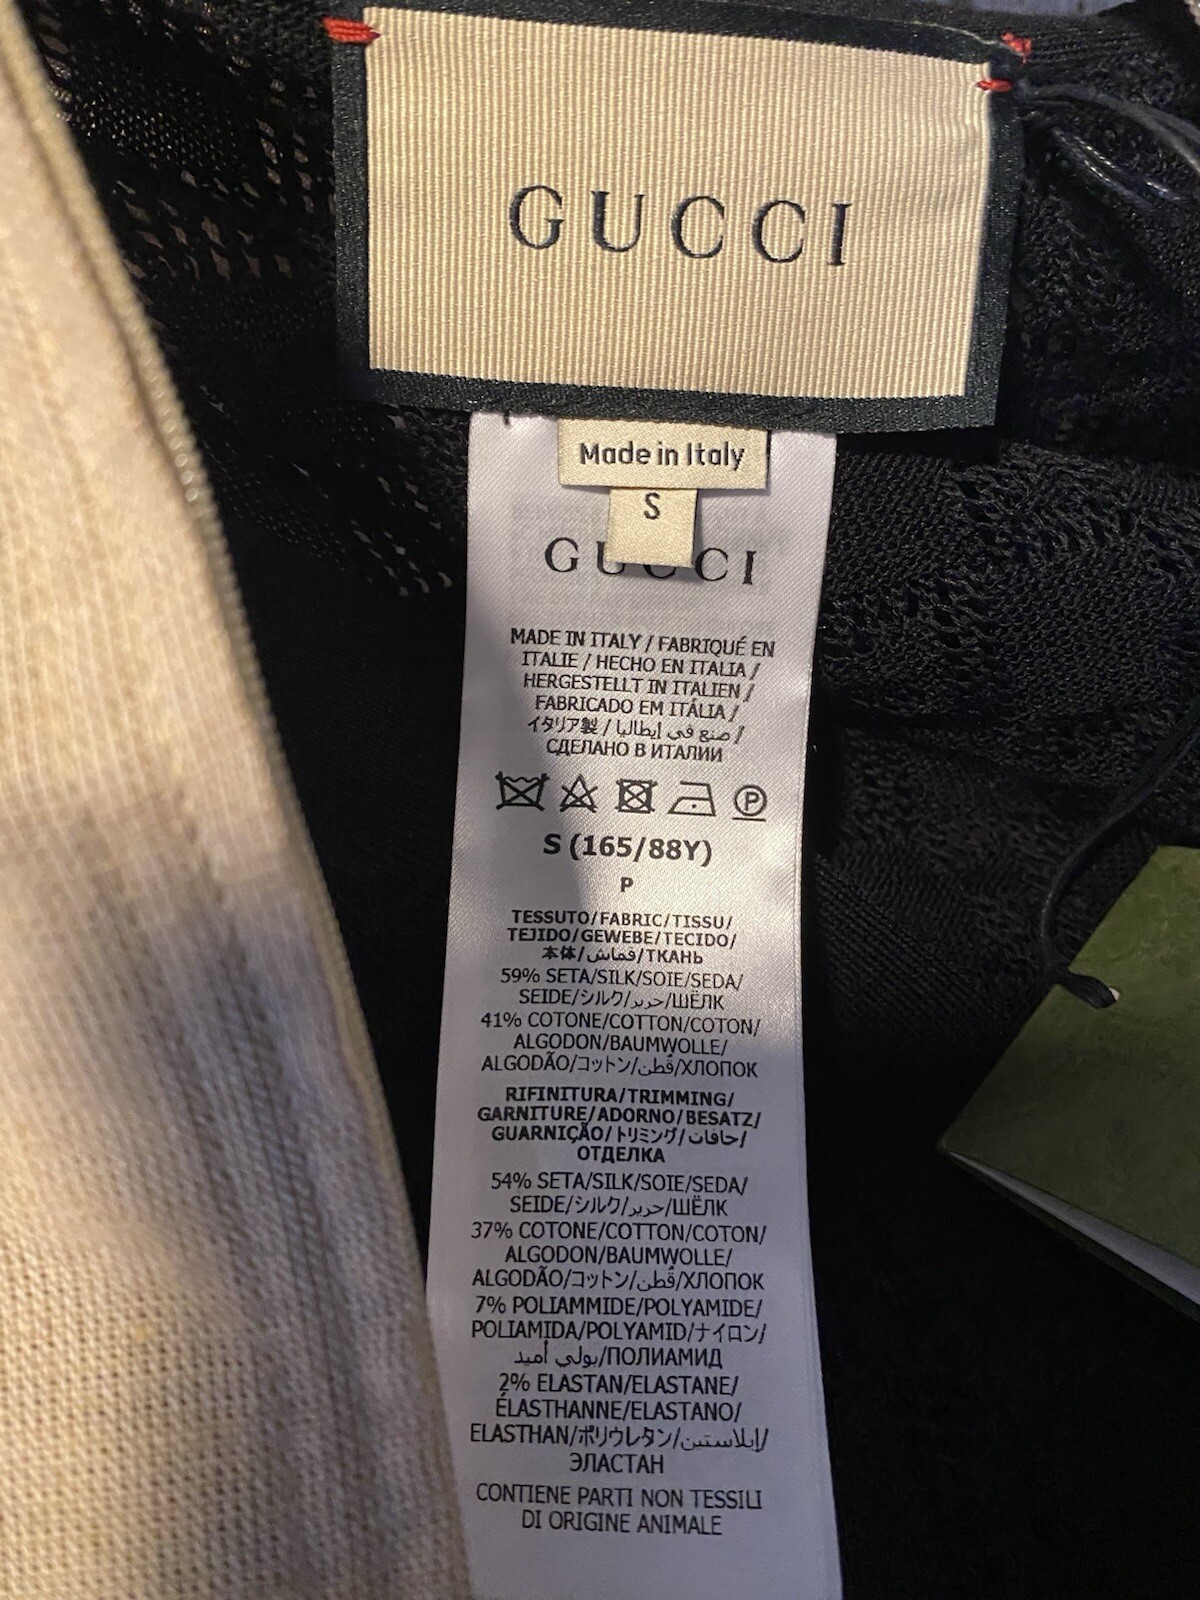 GUCCI
Made in Italy
S
GUCCI
MADE IN ITALY / FABRIQUÉ EN
ITALIE / HECHO EN ITALIA /
HERGESTELLT IN ITALIEN /
FABRICADO EM ITÁLIA /
イタリア製 / صنع في إيطاليا /
СДЕЛАНО В ИТАЛИИ
P
S (165/88Y)
P
TESSUTO/FABRIC/TISSU/
TEJIDO/GEWEBE/TECIDO/
本体/قماش/ТКАНЬ
59% SETA/SILK/SOIE/SEDA/
SEIDE/シルク/حرير/ШЁЛК
41% COTONE/COTTON/COTON/
ALGODON/BAUMWOLLE/
ALGODÃO/コットン/قطن/ХЛОПОК
RIFINITURA/TRIMMING/
GARNITURE/ADORNO/BESATZ/
GUARNIÇÃO/トリミング/حافات/
ОТДЕЛКА
54% SETA/SILK/SOIE/SEDA/
SEIDE/シルク/حرير/ШЁЛК
37% COTONE/COTTON/COTON/
ALGODON/BAUMWOLLE/
ALGODÃO/コットン/قطن/ХЛОПОК
7% POLIAMMIDE/POLYAMIDE/
POLIAMIDA/POLYAMID/ナイロン/
بولي أميد/ПОЛИАМИД
2% ELASTAN/ELASTANE/
ÉLASTHANNE/ELASTANO/
ELASTHAN/ポリウレタン/إيلاستين/
ЭЛАСТАН
CONTIENE PARTI NON TESSILI
DI ORIGINE ANIMALE